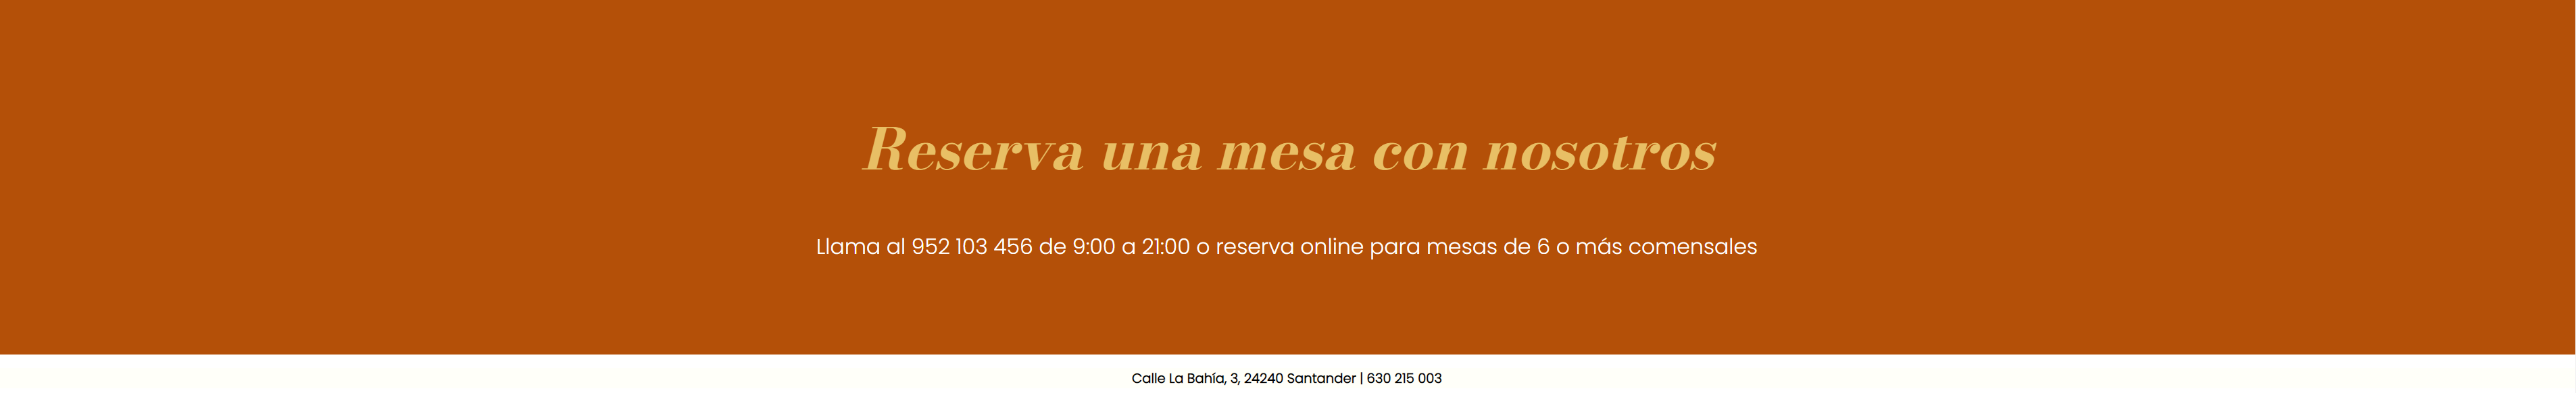 Reserva una mesa con nosotros
Llama al 952 103 456 de 9:00 a 21:00 o reserva online para mesas de 6 o más comensales
Calle La Bahía, 3, 24240 Santander | 630 215 003